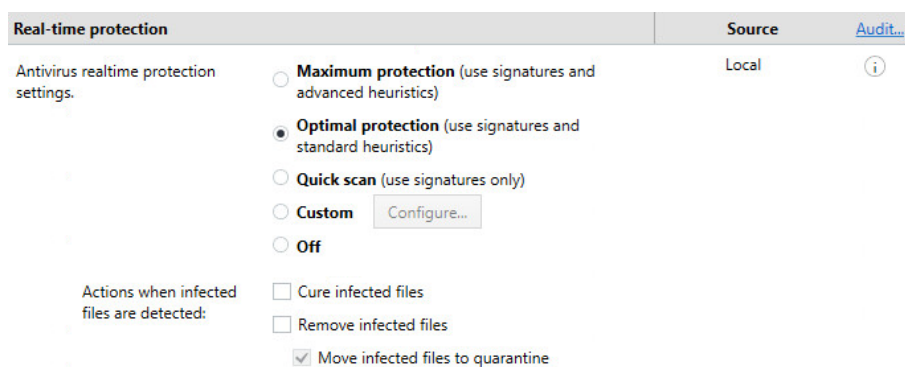 Real-time protection Source Audit...
Antivirus realtime protection settings.
Maximum protection (use signatures and advanced heuristics)
Local
Optimal protection (use signatures and standard heuristics)
Quick scan (use signatures only)
Custom Configure...
Off
Actions when infected files are detected:
Cure infected files
Remove infected files
Move infected files to quarantine